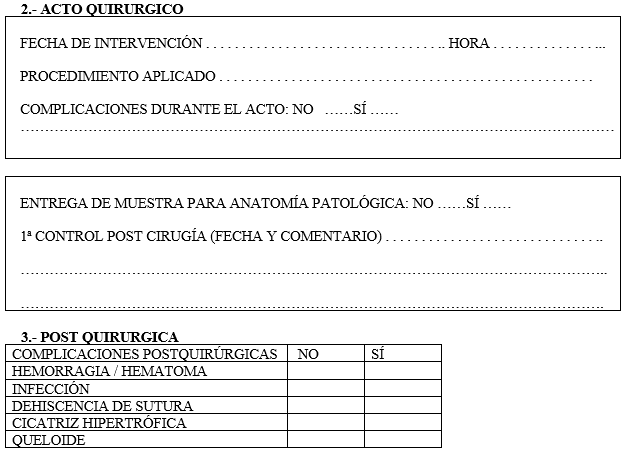 2.- ACTO QUIRURGICO
FECHA DE INTERVENCIÓN . . . . . . . . . . . . . . . . . . . . . . . . . . . . . . . .. HORA . . . . . . . . . . . . . ...
PROCEDIMIENTO APLICADO . . . . . . . . . . . . . . . . . . . . . . . . . . . . . . . . . . . . . . . . . . . . . . . . . . .
COMPLICACIONES DURANTE EL ACTO: NO ……SÍ ……
……………………………………………………………………………………………………………
ENTREGA DE MUESTRA PARA ANATOMÍA PATOLÓGICA: NO ……SÍ ……
1ª CONTROL POST CIRUGÍA (FECHA Y COMENTARIO) . . . . . . . . . . . . . . . . . . . . . . . . . . . . ..
…………………………………………………………………………………………………………...
………………………………………………………………………………………………………….
3.- POST QUIRURGICA
COMPLICACIONES POSTQUIRÚRGICAS NO SÍ
HEMORRAGIA / HEMATOMA
INFECCIÓN
DEHISCENCIA DE SUTURA
CICATRIZ HIPERTRÓFICA
QUELOIDE